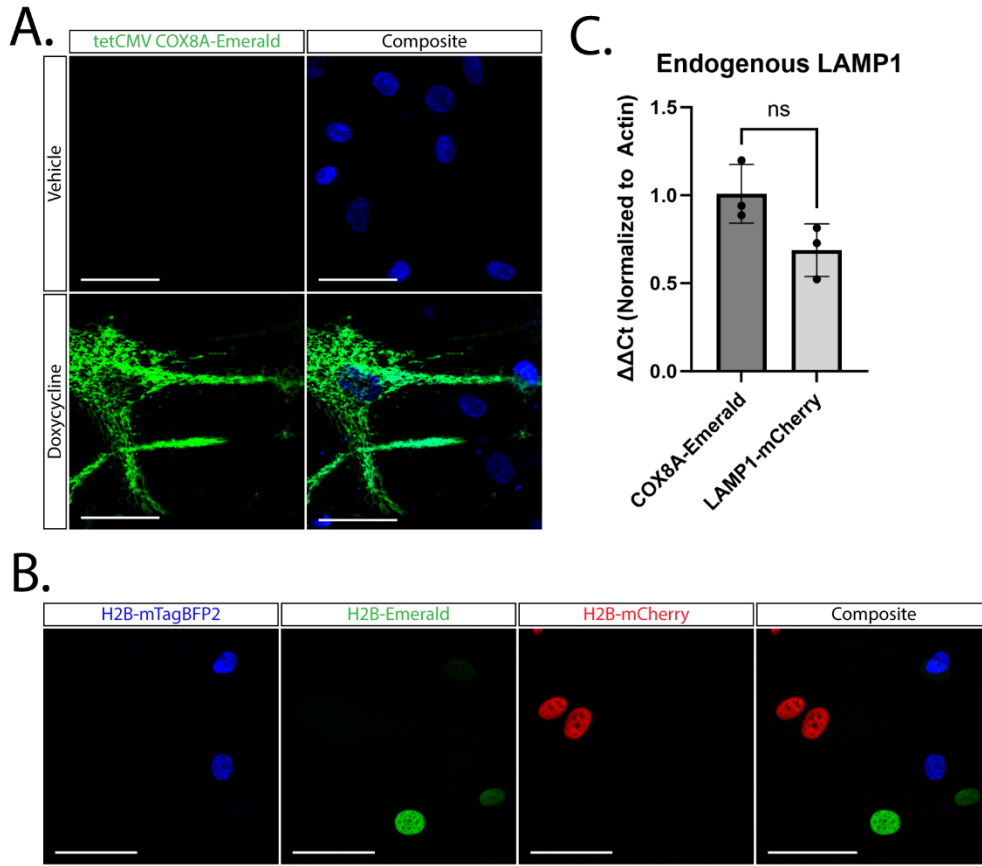 A.
tetCMV COX8A-Emerald
Composite
Vehicle
Doxycycline
C.
Endogenous LAMP1
ΔΔCt (Normalized to Actin)
1.5
1.0
0.5
0.0
ns
COX8A-Emerald
LAMP1-mCherry
B.
H2B-mTagBFP2
H2B-Emerald
H2B-mCherry
Composite